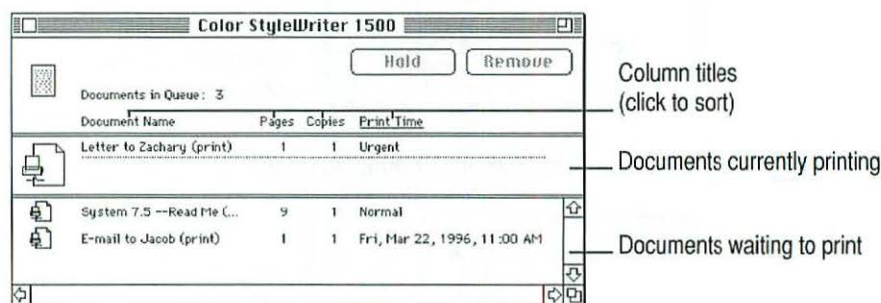 Color StyleWriter 1500
Hold Remove
Documents in Queue: 3
Document Name Pages Copies Print Time
Letter to Zachary (print) 1 1 Urgent
System 7.5 --Read Me (... 9 1 Normal
E-mail to Jacob (print) 1 1 Fri, Mar 22, 1996, 11:00 AM
Column titles
(click to sort)
Documents currently printing
Documents waiting to print